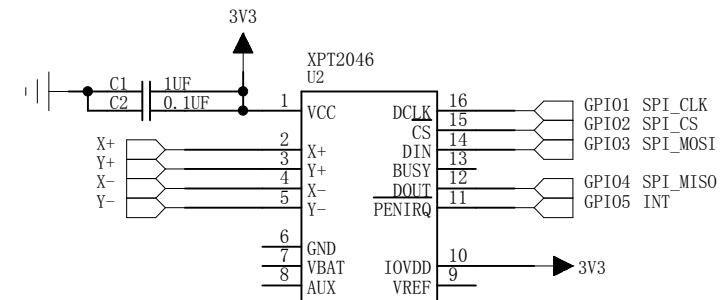 3V3
XPT2046
U2
C1 1UF
C2 0.1UF
1 VCC
DCLK 16 GPIO1 SPI_CLK
CS 15 GPIO2 SPI_CS
X+ 2 X+
DIN 14 GPIO3 SPI_MOSI
Y+ 3 Y+
BUSY 13
X- 4 X-
DOUT 12 GPIO4 SPI_MISO
Y- 5 Y-
PENIRQ 11 GPIO5 INT
6 GND
7 VBAT
IOVDD 10 3V3
8 AUX
VREF 9